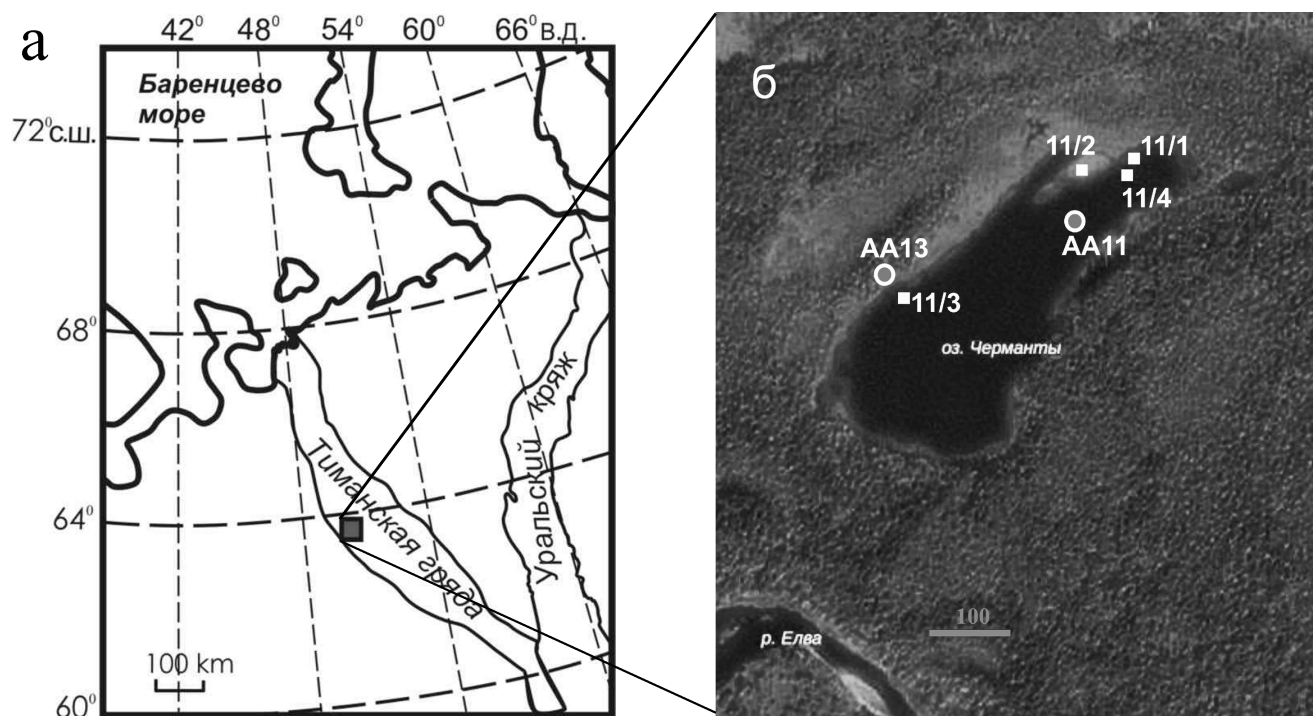 а
42⁰ 48⁰ 54⁰ 60⁰ 66⁰ в.д.
Баренцево
море
72⁰с.ш.
68⁰
64⁰
60⁰
Тиманская гряда
Уральский кряж
100 km
б
11/2
11/1
11/4
АА11
АА13
11/3
оз. Черманты
100
р. Елва